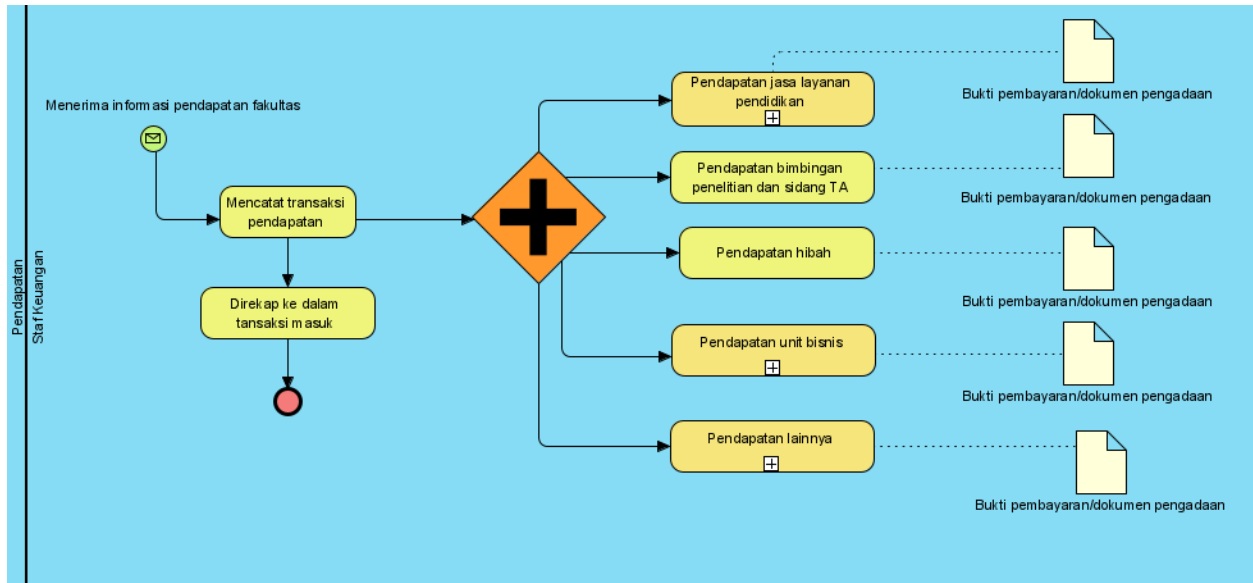 Pendapatan
Staf Keuangan
Menerima informasi pendapatan fakultas
Mencatat transaksi
pendapatan
Direkap ke dalam
tansaksi masuk
Pendapatan jasa layanan
pendidikan
Bukti pembayaran/dokumen pengadaan
Pendapatan bimbingan
penelitian dan sidang TA
Bukti pembayaran/dokumen pengadaan
Pendapatan hibah
Bukti pembayaran/dokumen pengadaan
Pendapatan unit bisnis
Bukti pembayaran/dokumen pengadaan
Pendapatan lainnya
Bukti pembayaran/dokumen pengadaan